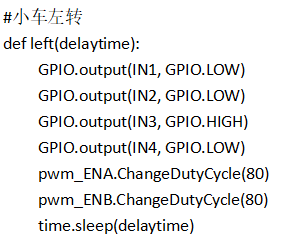 #小车左转
def left(delaytime):
GPIO.output(IN1, GPIO.LOW)
GPIO.output(IN2, GPIO.LOW)
GPIO.output(IN3, GPIO.HIGH)
GPIO.output(IN4, GPIO.LOW)
pwm_ENA.ChangeDutyCycle(80)
pwm_ENB.ChangeDutyCycle(80)
time.sleep(delaytime)